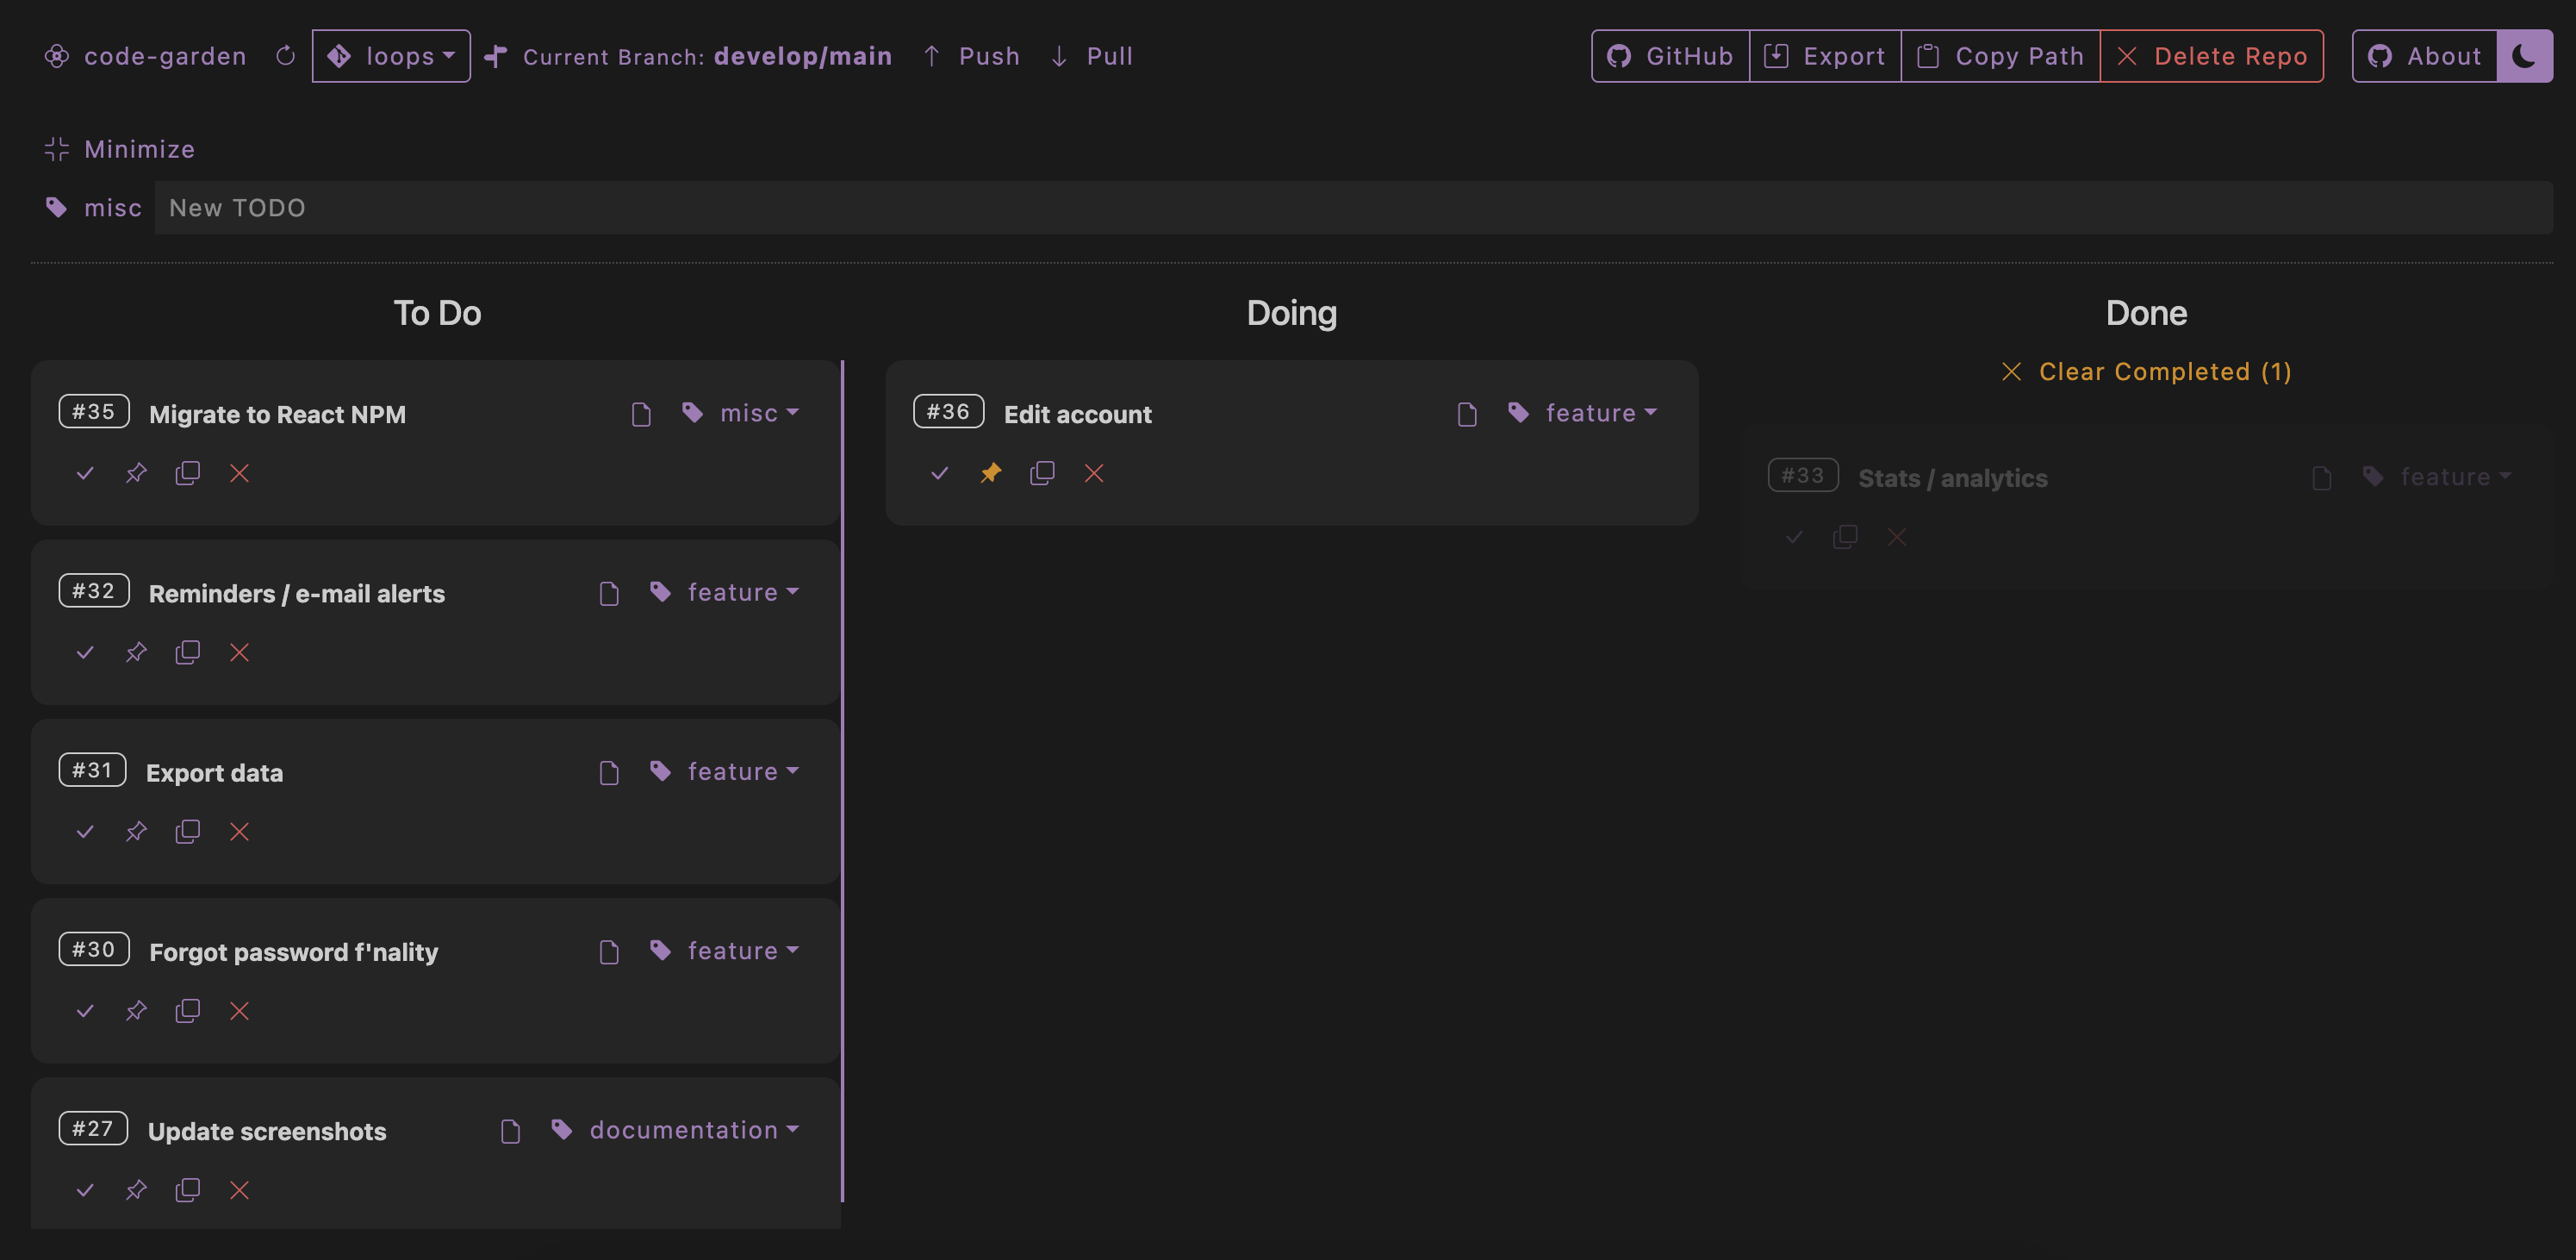 code-garden loops Current Branch: develop/main Push Pull GitHub Export Copy Path Delete Repo About
Minimize
misc New TODO
To Do
#35 Migrate to React NPM misc
#32 Reminders / e-mail alerts feature
#31 Export data feature
#30 Forgot password f'nality feature
#27 Update screenshots documentation
Doing
#36 Edit account feature
Done
Clear Completed (1)
#33 Stats / analytics feature